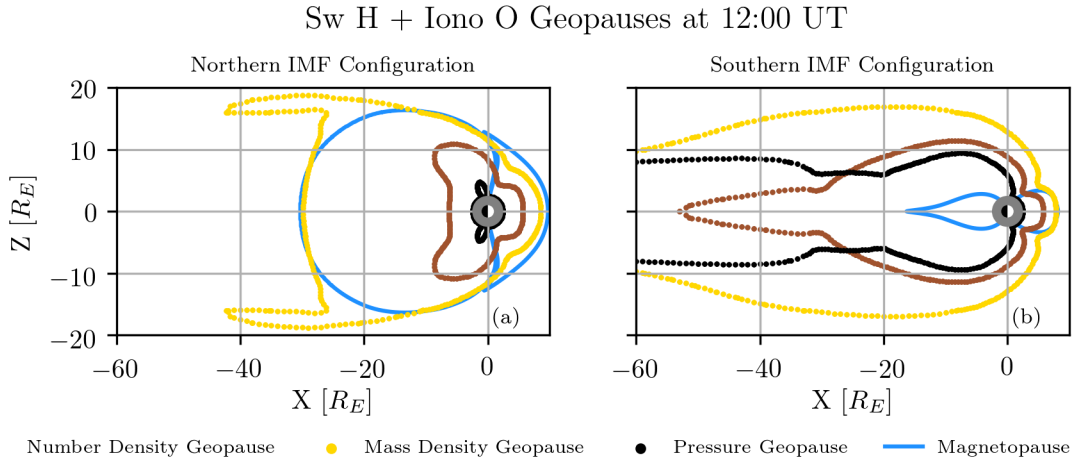 Sw H + Iono O Geopauses at 12:00 UT
Northern IMF Configuration
Southern IMF Configuration
Z [R_E]
20
10
0
−10
−20
(a)
(b)
−60
−40
−20
0
−60
−40
−20
0
X [R_E]
X [R_E]
Number Density Geopause
Mass Density Geopause
Pressure Geopause
Magnetopause